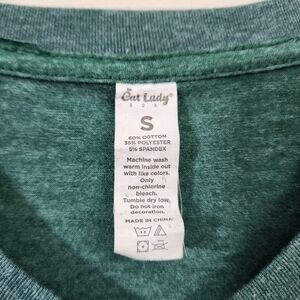 Cat Lady®
BOX
S
60% COTTON
35% POLYESTER
5% SPANDEX
Machine wash
warm inside out
with like colors.
Only
non-chlorine
bleach.
Tumble dry low.
Do not iron
decoration.
MADE IN CHINA